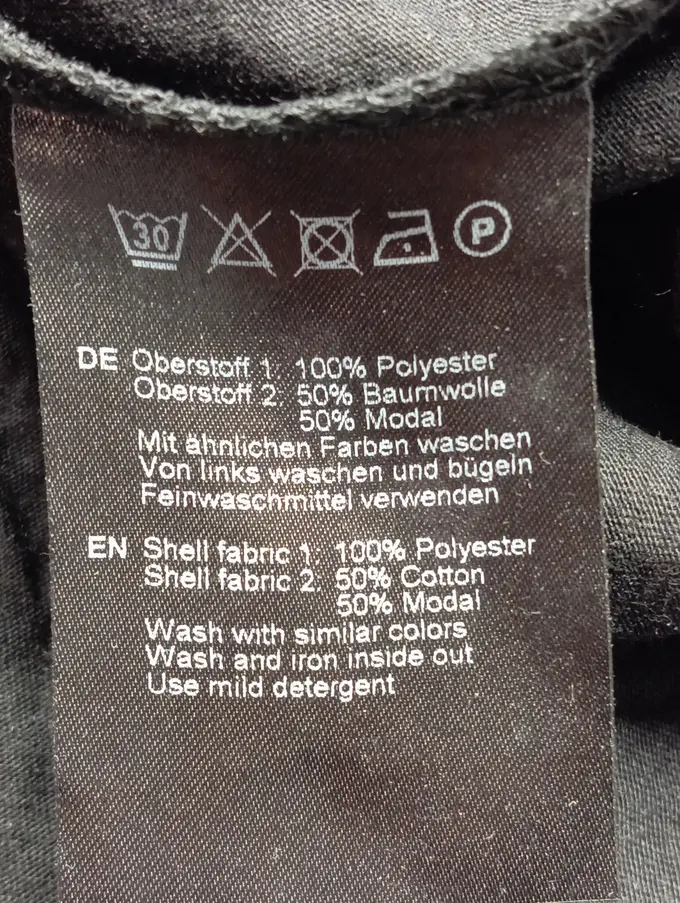 30 P
DE Oberstoff 1: 100% Polyester
Oberstoff 2: 50% Baumwolle
50% Modal
Mit ähnlichen Farben waschen
Von links waschen und bügeln
Feinwaschmittel verwenden
EN Shell fabric 1: 100% Polyester
Shell fabric 2: 50% Cotton
50% Modal
Wash with similar colors
Wash and iron inside out
Use mild detergent